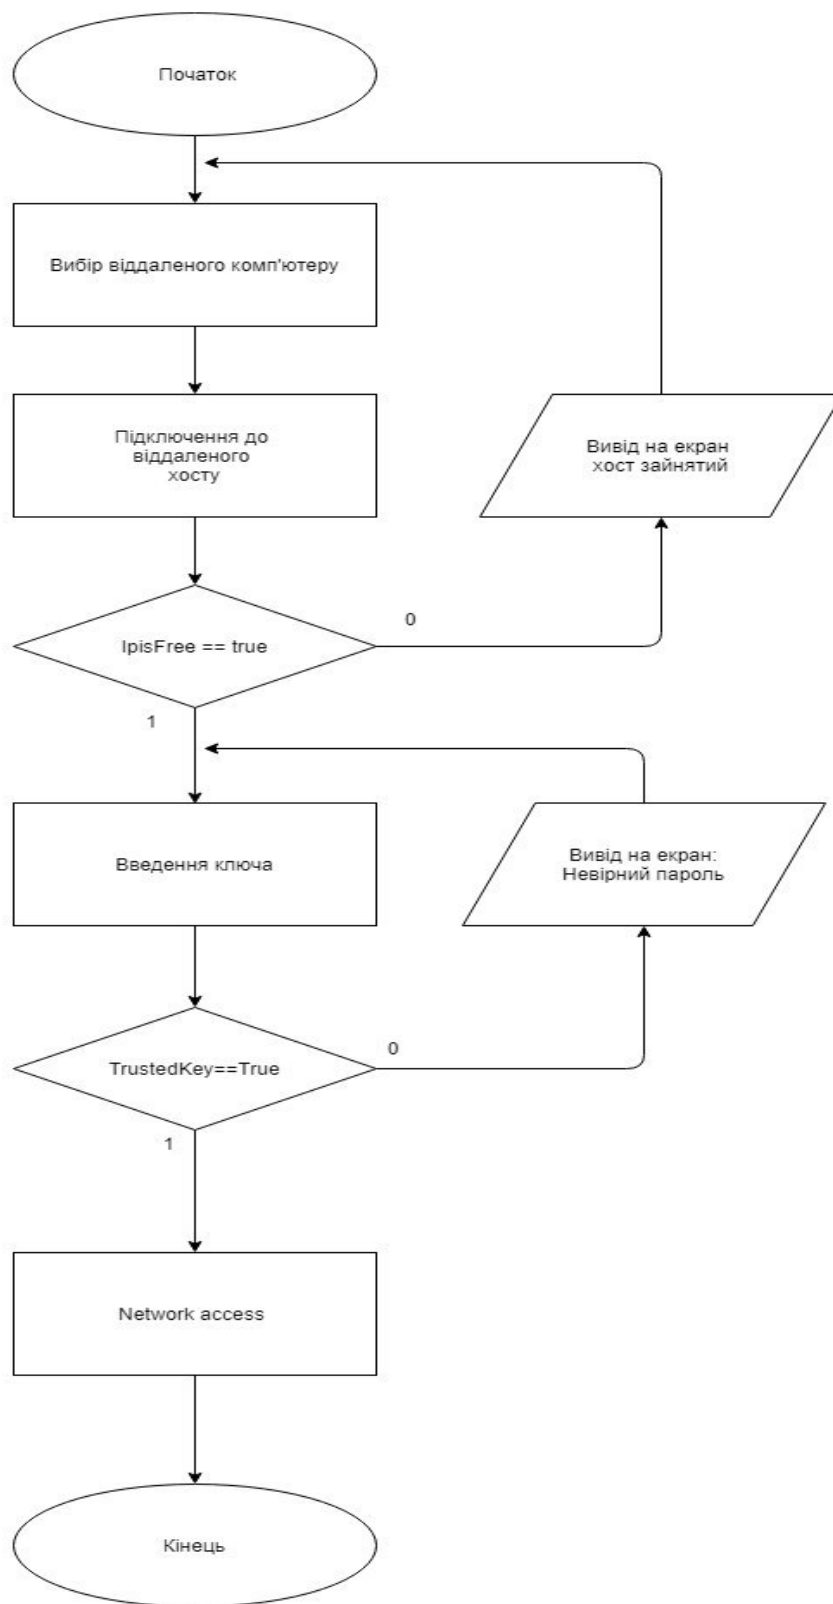 Початок
Вибір віддаленого комп'ютеру
Підключення до
віддаленого
хосту
Вивід на екран
хост зайнятий
IpisFree == true
0
1
Введення ключа
Вивід на екран:
Невірний пароль
TrustedKey==True
0
1
Network access
Кінець